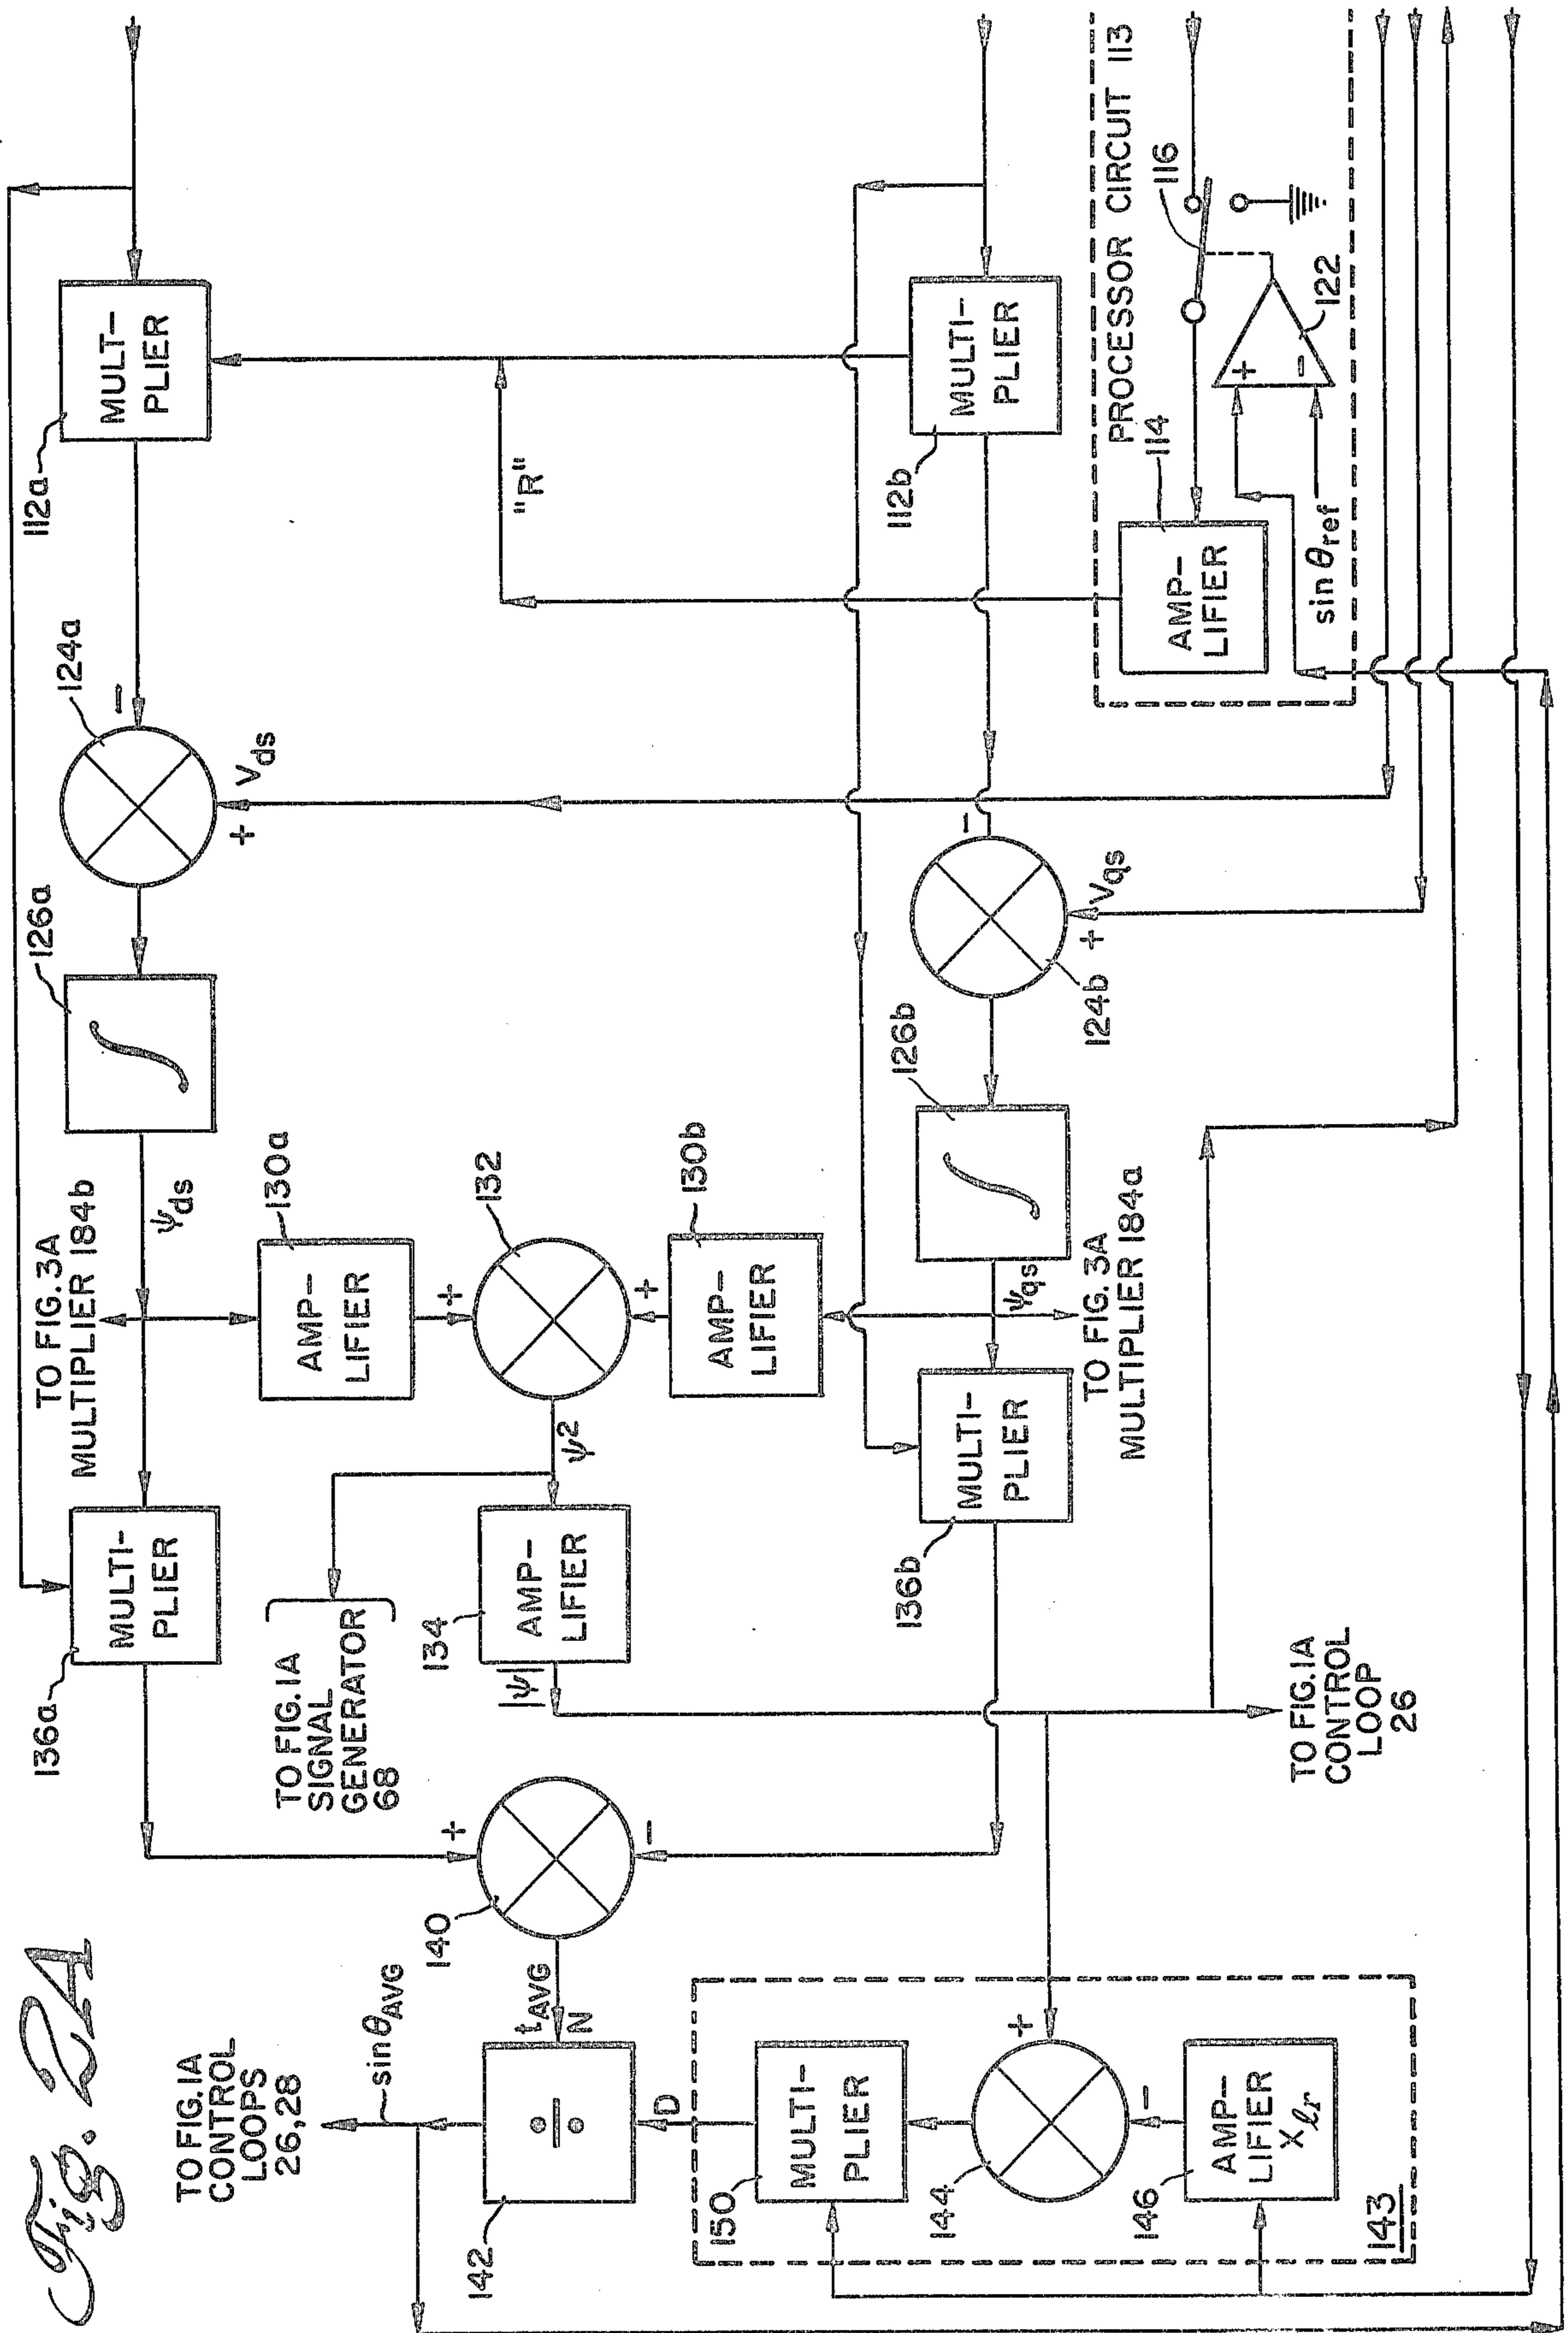 Fig. 2A
TO FIG. 1A
CONTROL
LOOPS
26,28
sin θAVG
142
÷
tAVG
N
D
140
+
-
150
MULTI-
PLIER
144
+
-
146
AMP-
LIFIER
Xℓr
143
136a
MULTI-
PLIER
TO FIG. 3A
MULTIPLIER 184b
ψds
126a
∫
124a
-
+
Vds
112a
MULT-
PLIER
TO FIG. 1A
SIGNAL
GENERATOR
68
134
AMP-
LIFIER
|ψ|
ψ2
130a
AMP-
LIFIER
+
132
+
130b
AMP-
LIFIER
"R"
136b
MULTI-
PLIER
ψqs
TO FIG. 3A
MULTIPLIER 184a
126b
∫
124b
-
+
Vqs
112b
MULTI-
PLIER
TO FIG. 1A
CONTROL
LOOP
26
PROCESSOR CIRCUIT 113
114
AMP-
LIFIER
116
+
-
122
sin θref